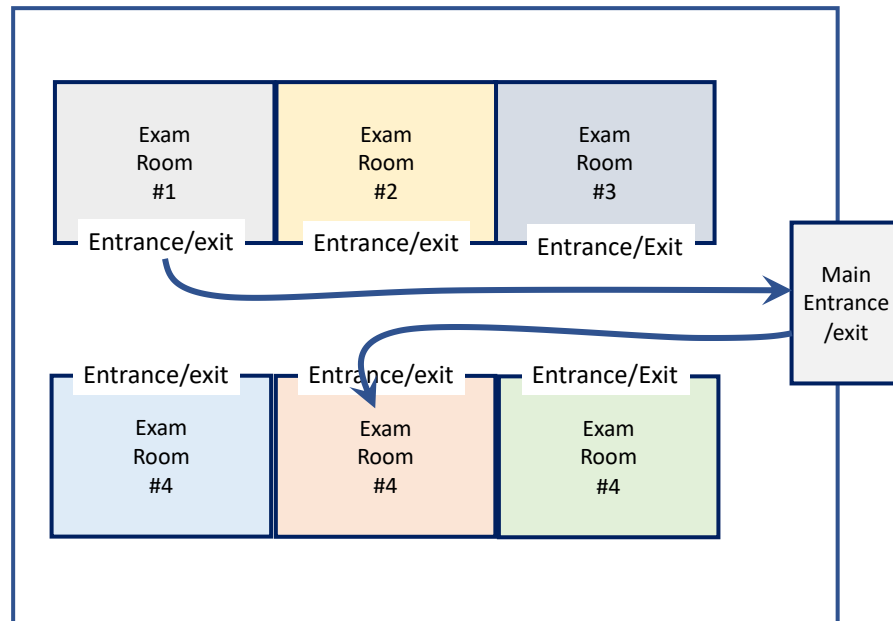 Exam
Room
#1
Exam
Room
#2
Exam
Room
#3
Entrance/exit
Entrance/exit
Entrance/Exit
Main
Entrance
/exit
Entrance/exit
Entrance/exit
Entrance/Exit
Exam
Room
#4
Exam
Room
#4
Exam
Room
#4